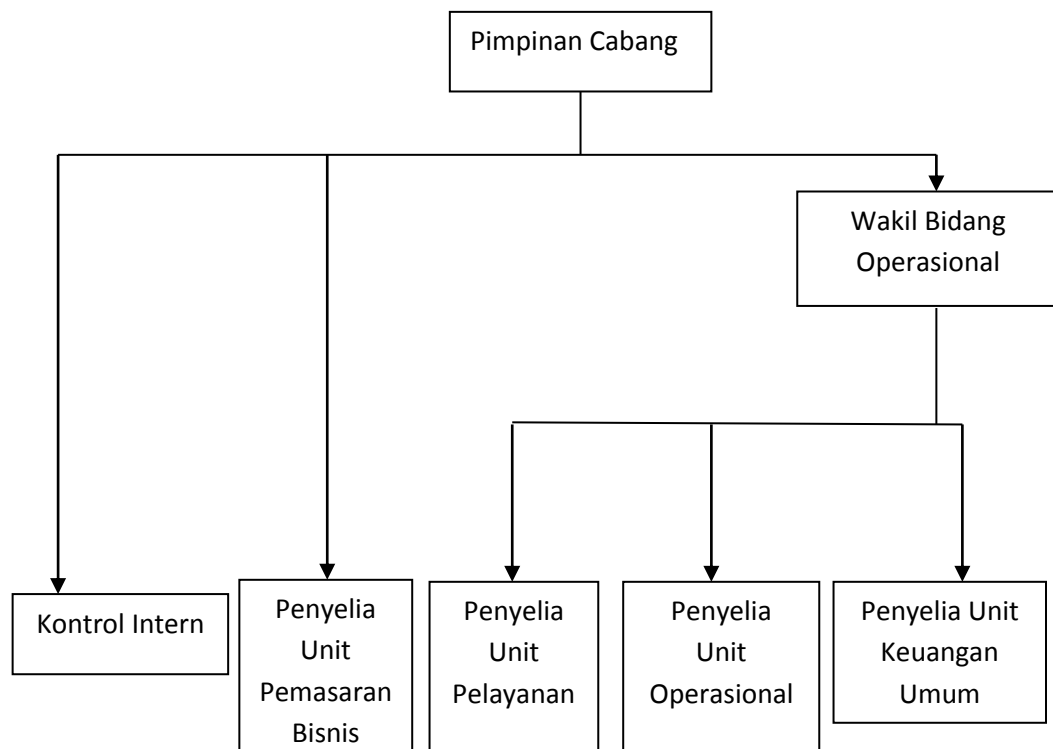 Pimpinan Cabang
Wakil Bidang
Operasional
Kontrol Intern
Penyelia
Unit
Pemasaran
Bisnis
Penyelia
Unit
Pelayanan
Penyelia
Unit
Operasional
Penyelia Unit
Keuangan
Umum